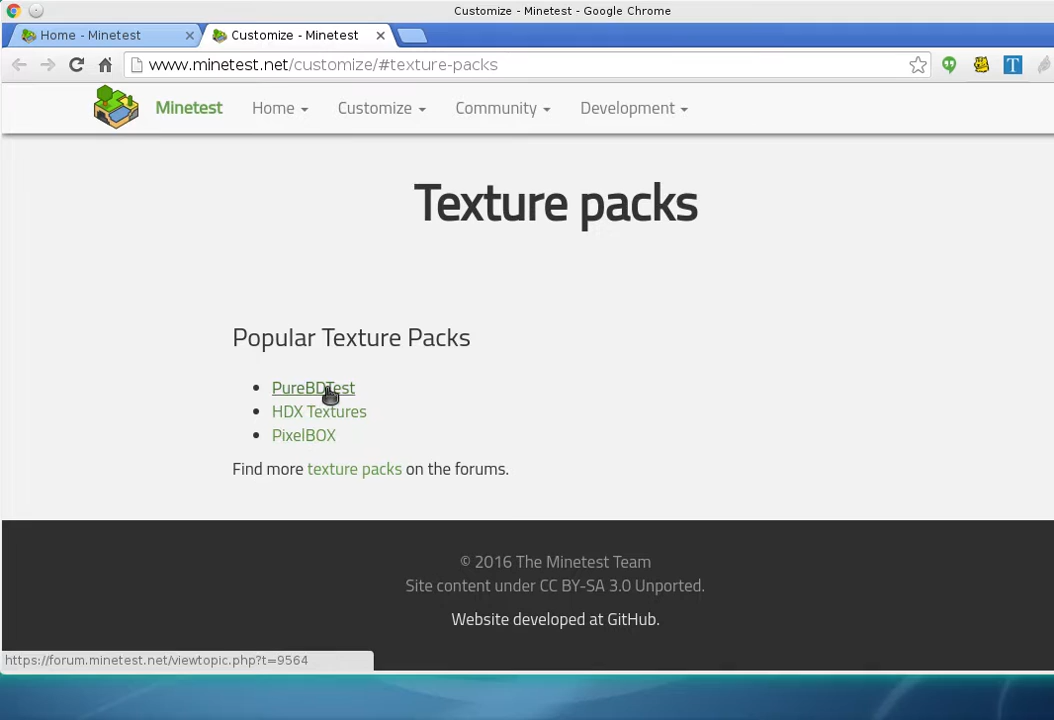 Customize - Minetest - Google Chrome
Home - Minetest
Customize - Minetest
www.minetest.net/customize/#texture-packs
T
Minetest Home Customize Community Development
Texture packs
Popular Texture Packs
PureBDTest
HDX Textures
PixelBOX
Find more texture packs on the forums.
© 2016 The Minetest Team
Site content under CC BY-SA 3.0 Unported.
Website developed at GitHub.
https://forum.minetest.net/viewtopic.php?t=9564